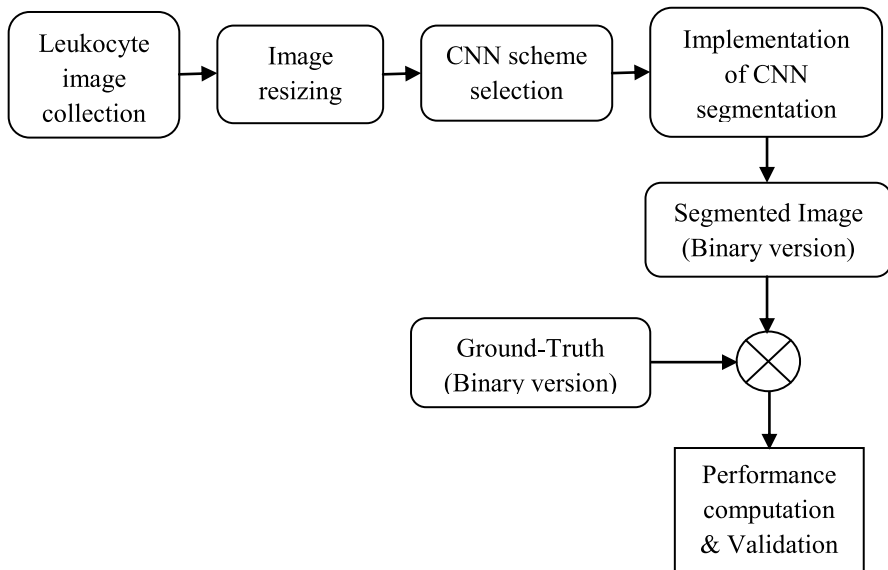 Leukocyte
image
collection
Image
resizing
CNN scheme
selection
Implementation
of CNN
segmentation
Segmented Image
(Binary version)
Ground-Truth
(Binary version)
Performance
computation
& Validation